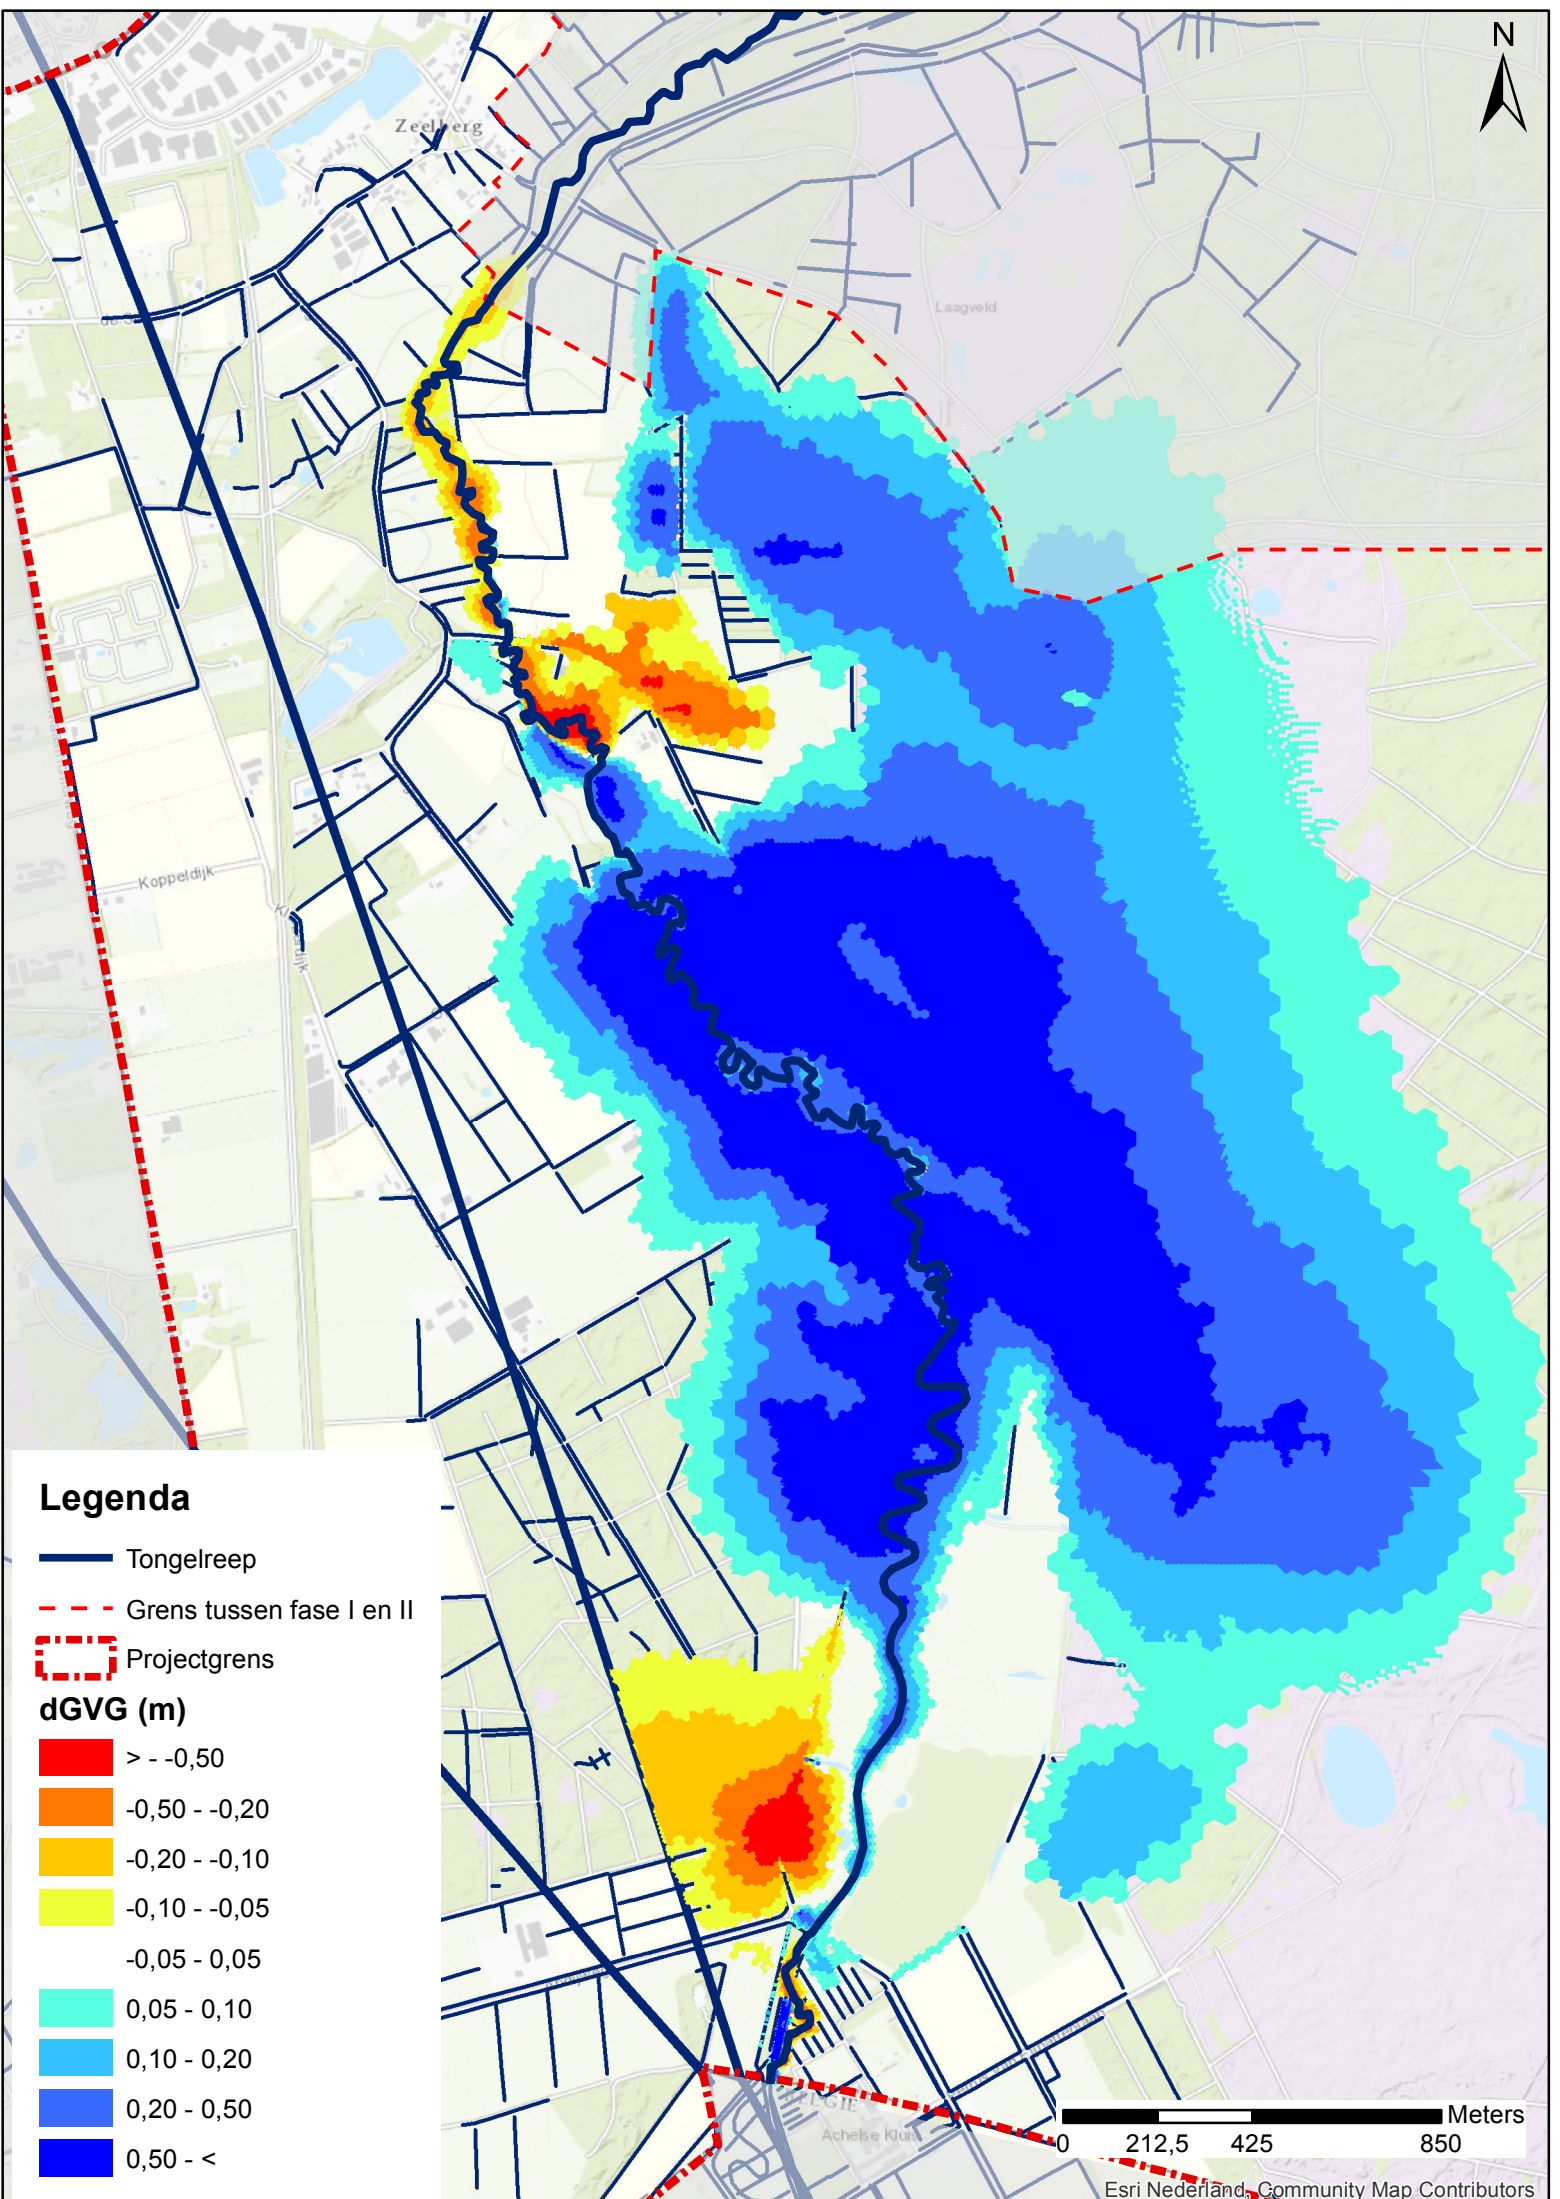 N
Zeelberg
Laagveld
Koppeldijk
Legenda
Tongelreep
Grens tussen fase I en II
Projectgrens
dGVG (m)
> - -0,50
-0,50 - -0,20
-0,20 - -0,10
-0,10 - -0,05
-0,05 - 0,05
0,05 - 0,10
0,10 - 0,20
0,20 - 0,50
0,50 - <
Achelse Kluis
Meters
0 212,5 425 850
Esri Nederland, Community Map Contributors